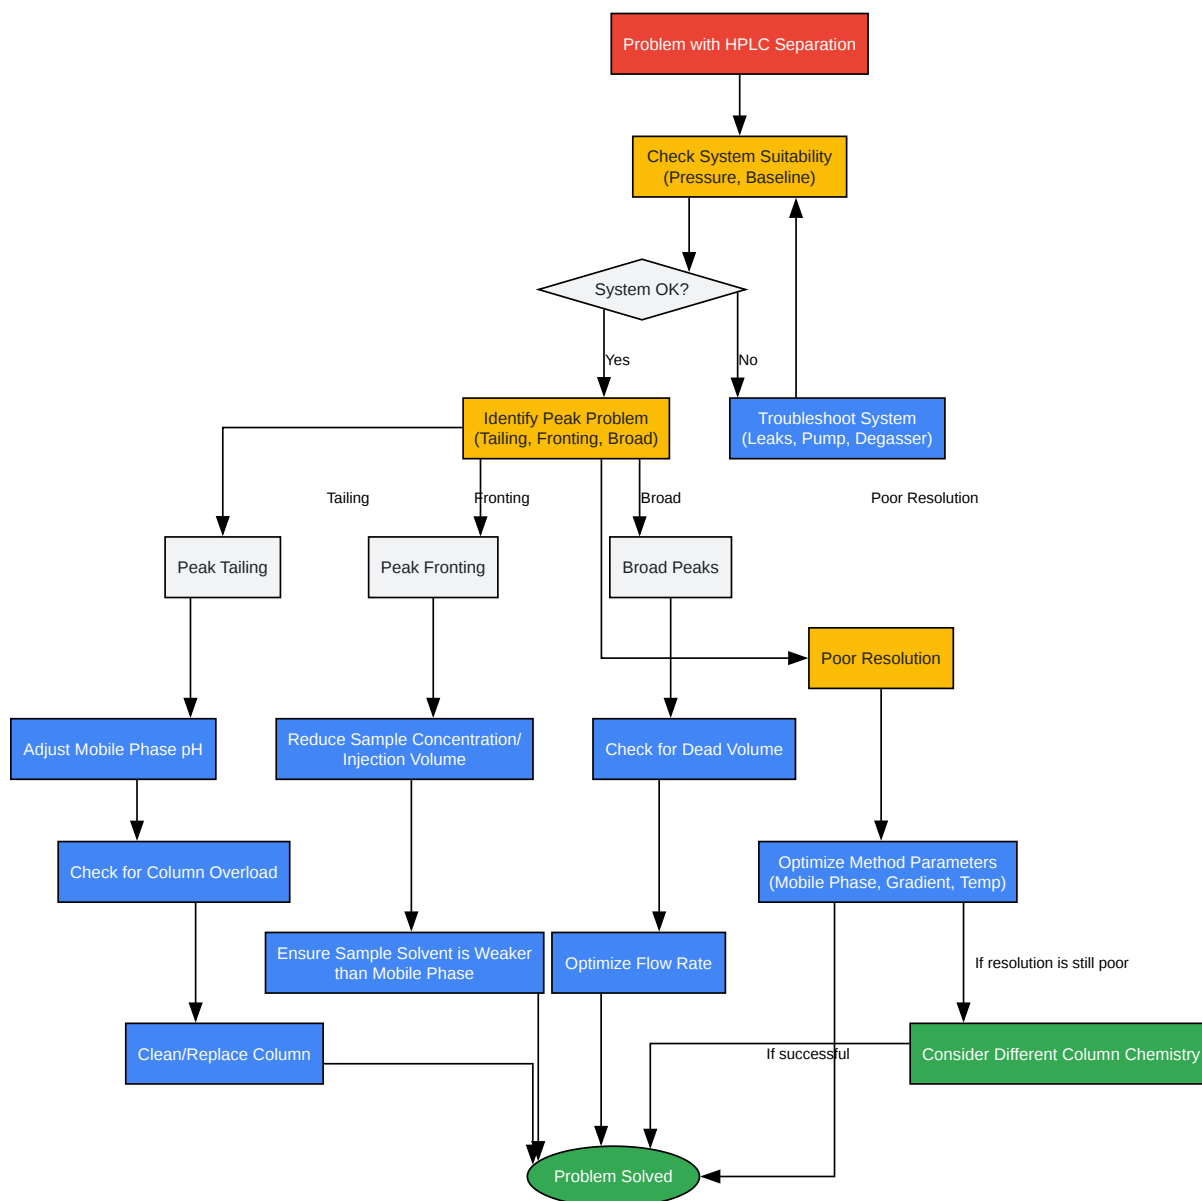 Problem with HPLC Separation
Check System Suitability
(Pressure, Baseline)
System OK?
Yes
No
Identify Peak Problem
(Tailing, Fronting, Broad)
Troubleshoot System
(Leaks, Pump, Degasser)
Tailing
Fronting
Broad
Poor Resolution
Peak Tailing
Peak Fronting
Broad Peaks
Poor Resolution
Adjust Mobile Phase pH
Reduce Sample Concentration/
Injection Volume
Check for Dead Volume
Check for Column Overload
Optimize Method Parameters
(Mobile Phase, Gradient, Temp)
Ensure Sample Solvent is Weaker
than Mobile Phase
Optimize Flow Rate
If resolution is still poor
Clean/Replace Column
If successful
Consider Different Column Chemistry
Problem Solved